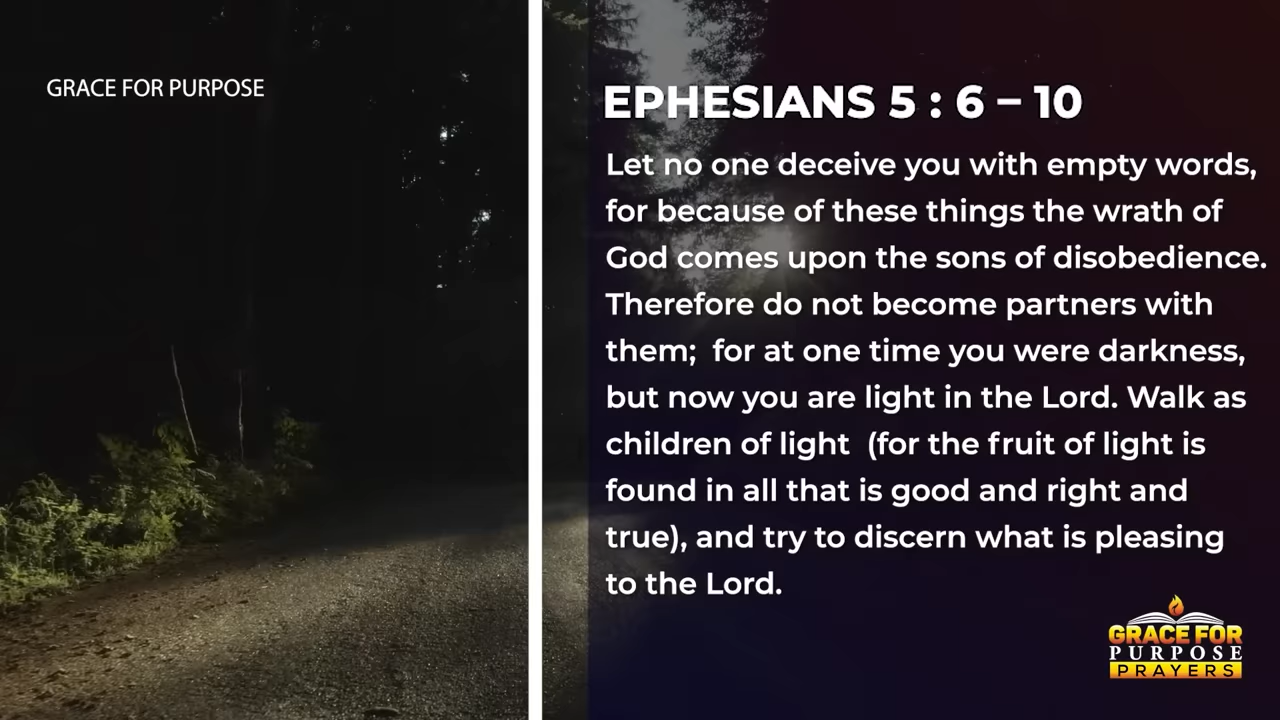 GRACE FOR PURPOSE
EPHESIANS 5 : 6 – 10
Let no one deceive you with empty words,
for because of these things the wrath of
God comes upon the sons of disobedience.
Therefore do not become partners with
them;  for at one time you were darkness,
but now you are light in the Lord. Walk as
children of light  (for the fruit of light is
found in all that is good and right and
true), and try to discern what is pleasing
to the Lord.
GRACE FOR
PURPOSE
PRAYERS